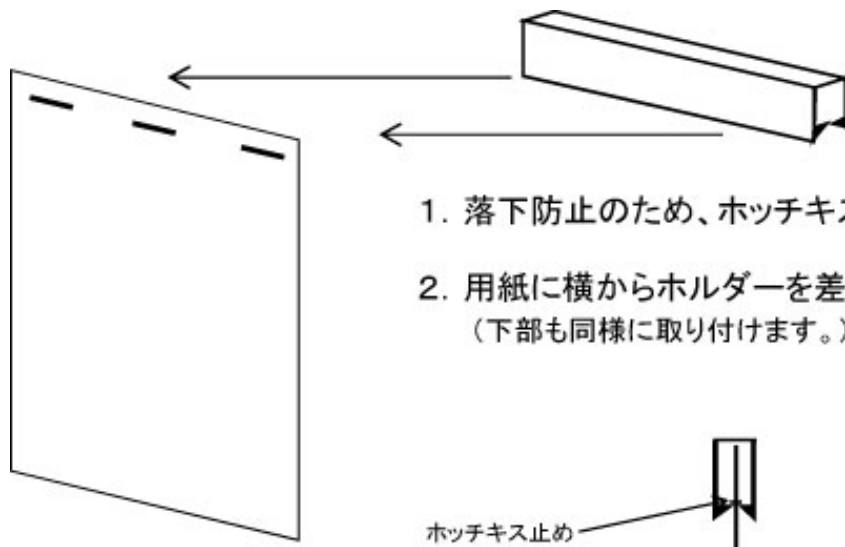 1. 落下防止のため、ホッチキス
2. 用紙に横からホルダーを差
（下部も同様に取り付けます。）
ホッチキス止め